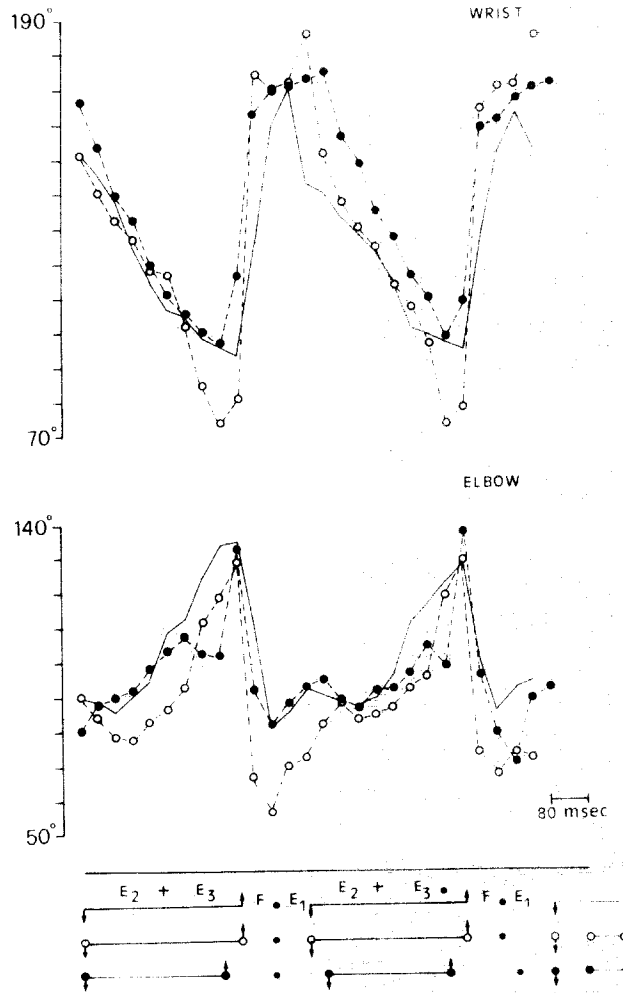 WRIST
190°
70°
ELBOW
140°
50°
80 msec
E2 + E3 F E1 E2 + E3 F E1